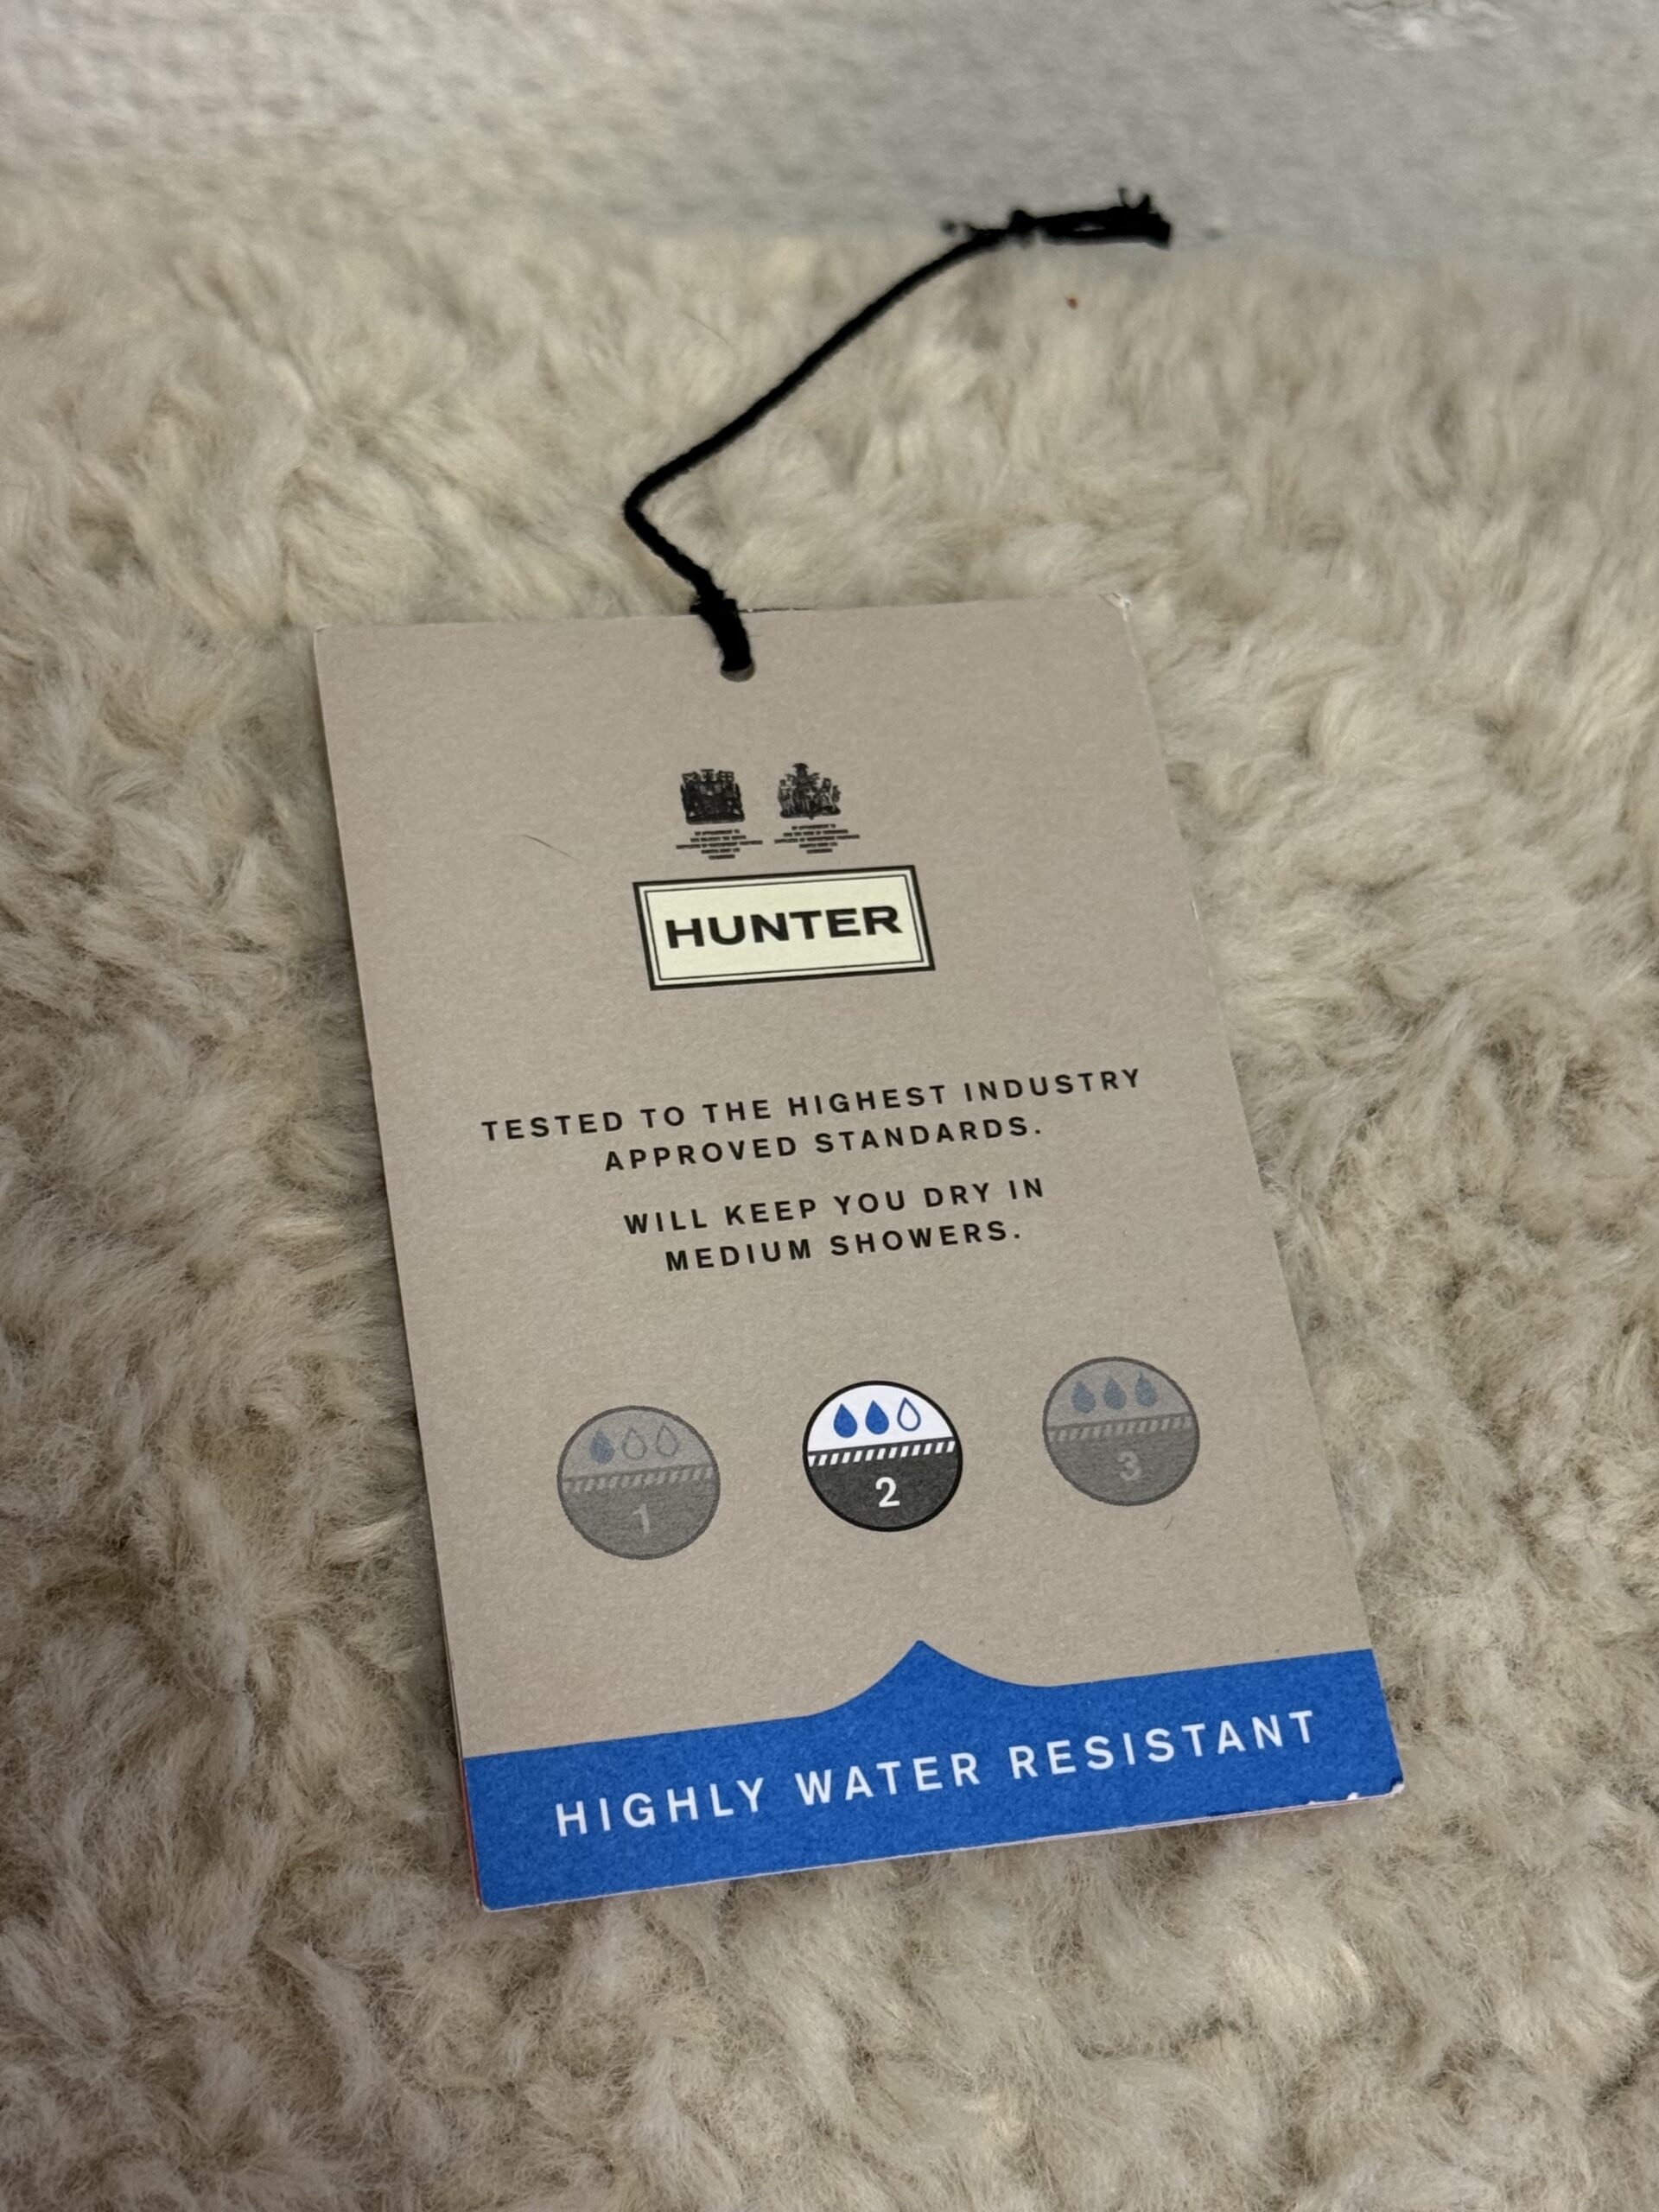 HUNTER
TESTED TO THE HIGHEST INDUSTRY
APPROVED STANDARDS.
WILL KEEP YOU DRY IN
MEDIUM SHOWERS.
1 2 3
HIGHLY WATER RESISTANT